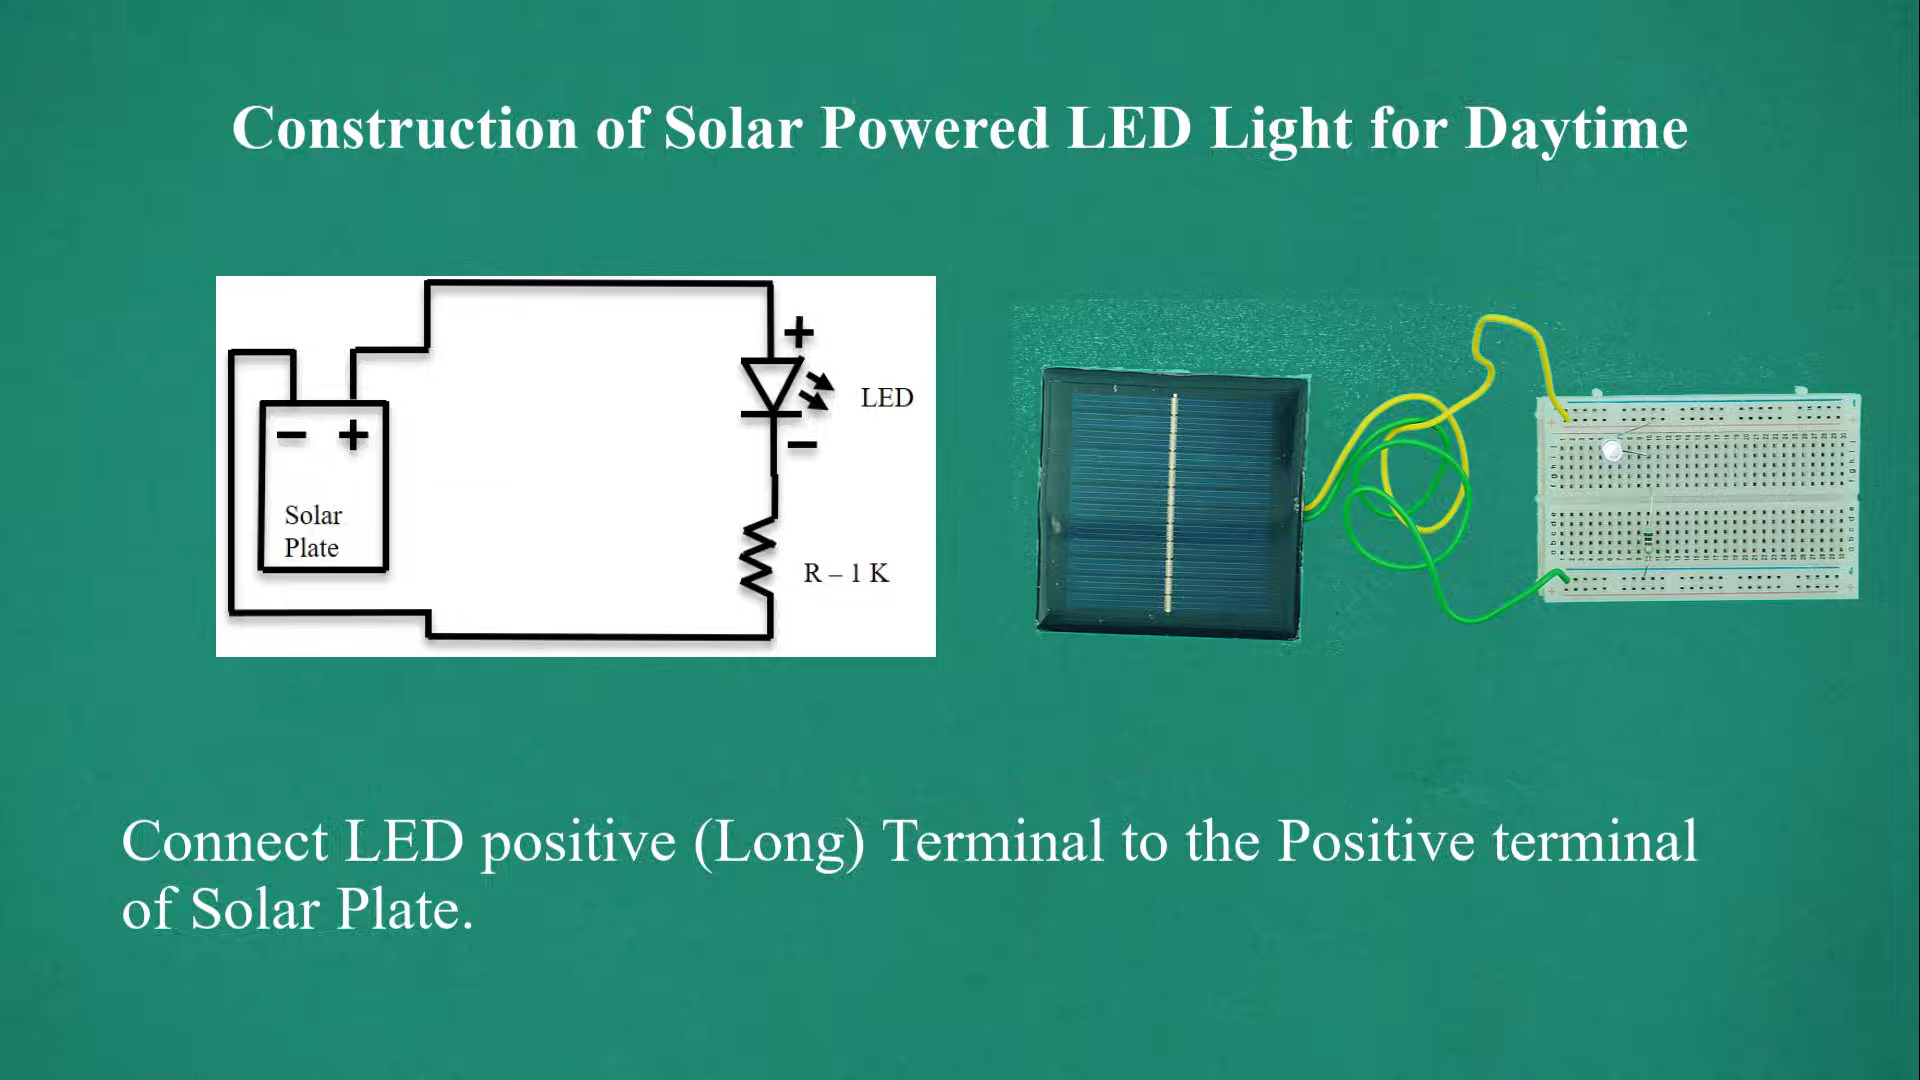 Construction of Solar Powered LED Light for Daytime
+
LED
−
− +
Solar
Plate
R – 1 K
Connect LED positive (Long) Terminal to the Positive terminal
of Solar Plate.